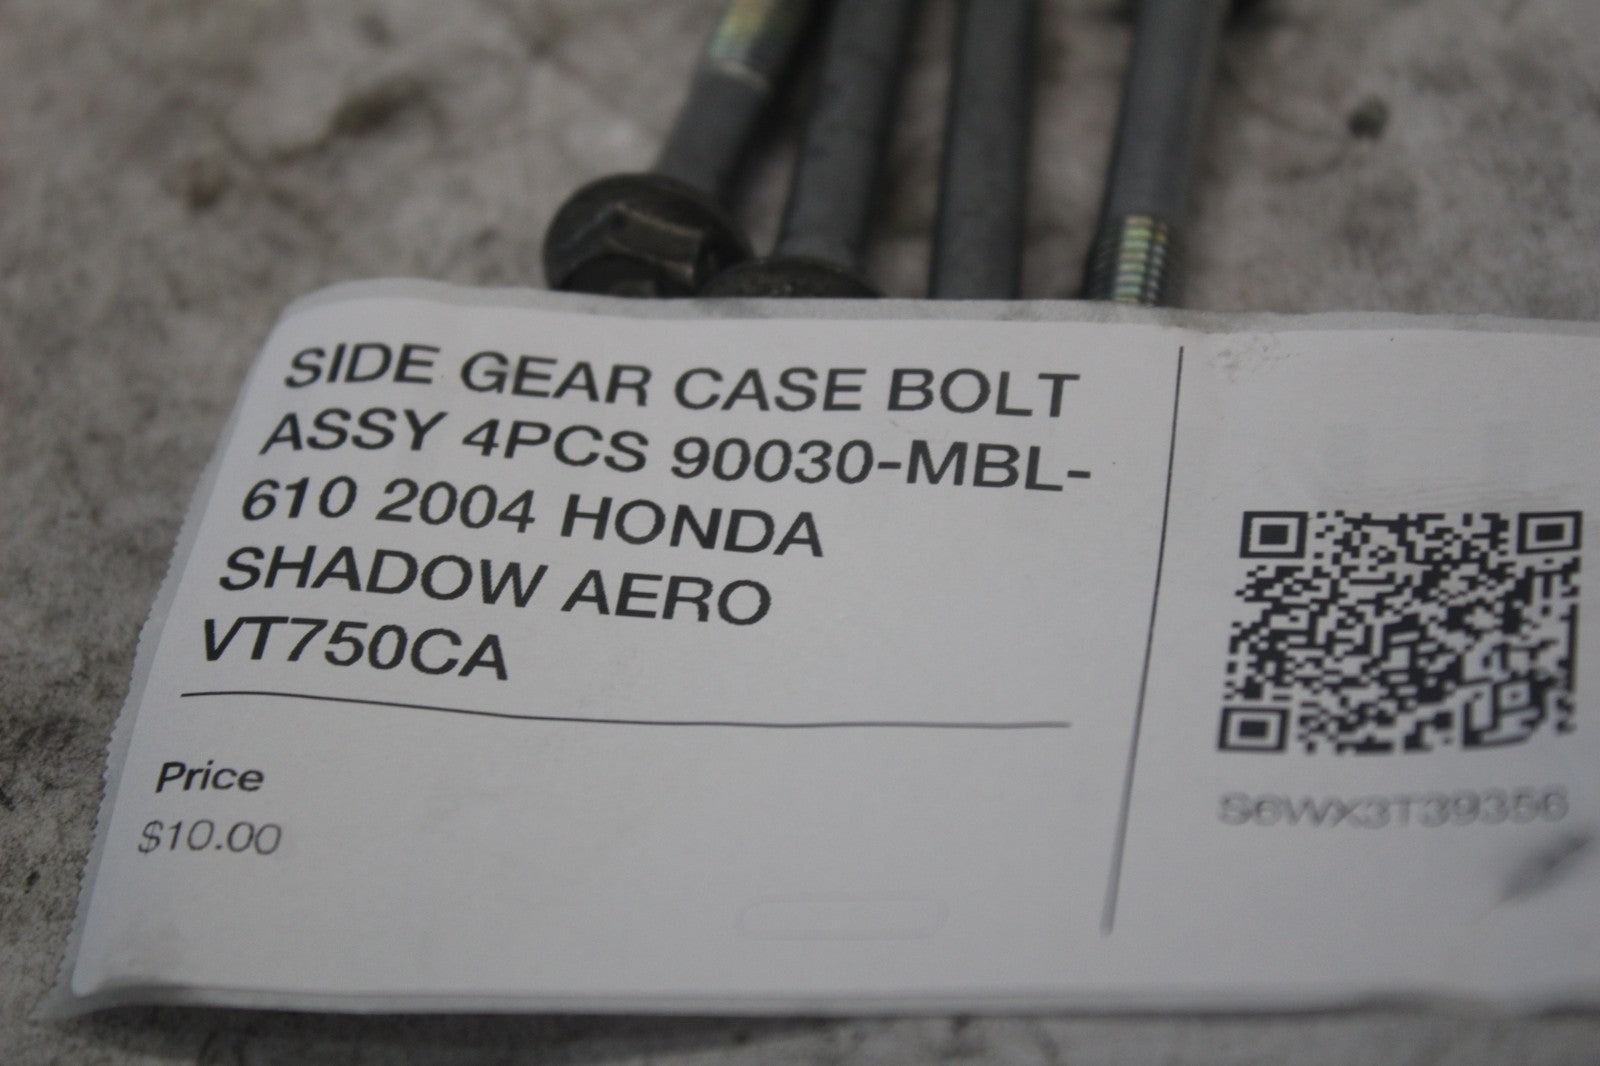 SIDE GEAR CASE BOLT
ASSY 4PCS 90030-MBL-
610 2004 HONDA
SHADOW AERO
VT750CA
Price
$10.00
S6WX3T39356